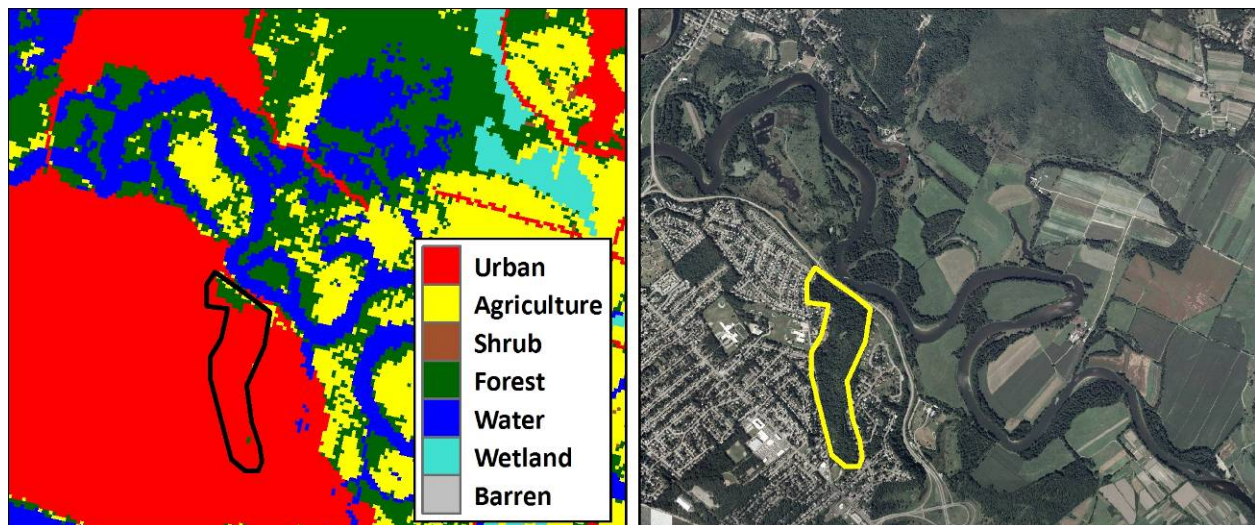 Urban
Agriculture
Shrub
Forest
Water
Wetland
Barren